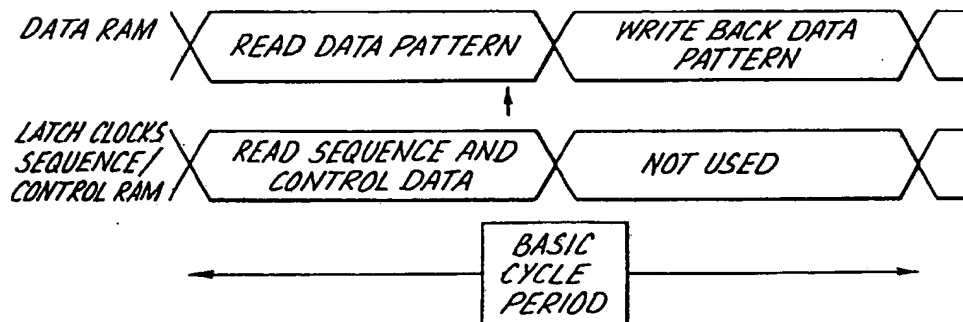 DATA RAM
READ DATA PATTERN
WRITE BACK DATA
PATTERN
LATCH CLOCKS
SEQUENCE/
CONTROL RAM
READ SEQUENCE AND
CONTROL DATA
NOT USED
BASIC
CYCLE
PERIOD